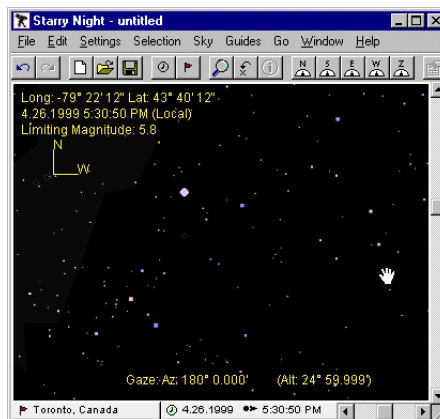 Starry Night - untitled
File Edit Settings Selection Sky Guides Go Window Help
N S E W Z
Long: -79° 22' 12" Lat: 43° 40' 12"
4.26.1999 5:30:50 PM (Local)
Limiting Magnitude: 5.8
N
W
Gaze: Az: 180° 0.000' (Alt: 24° 59.999')
Toronto, Canada 4.26.1999 5:30:50 PM